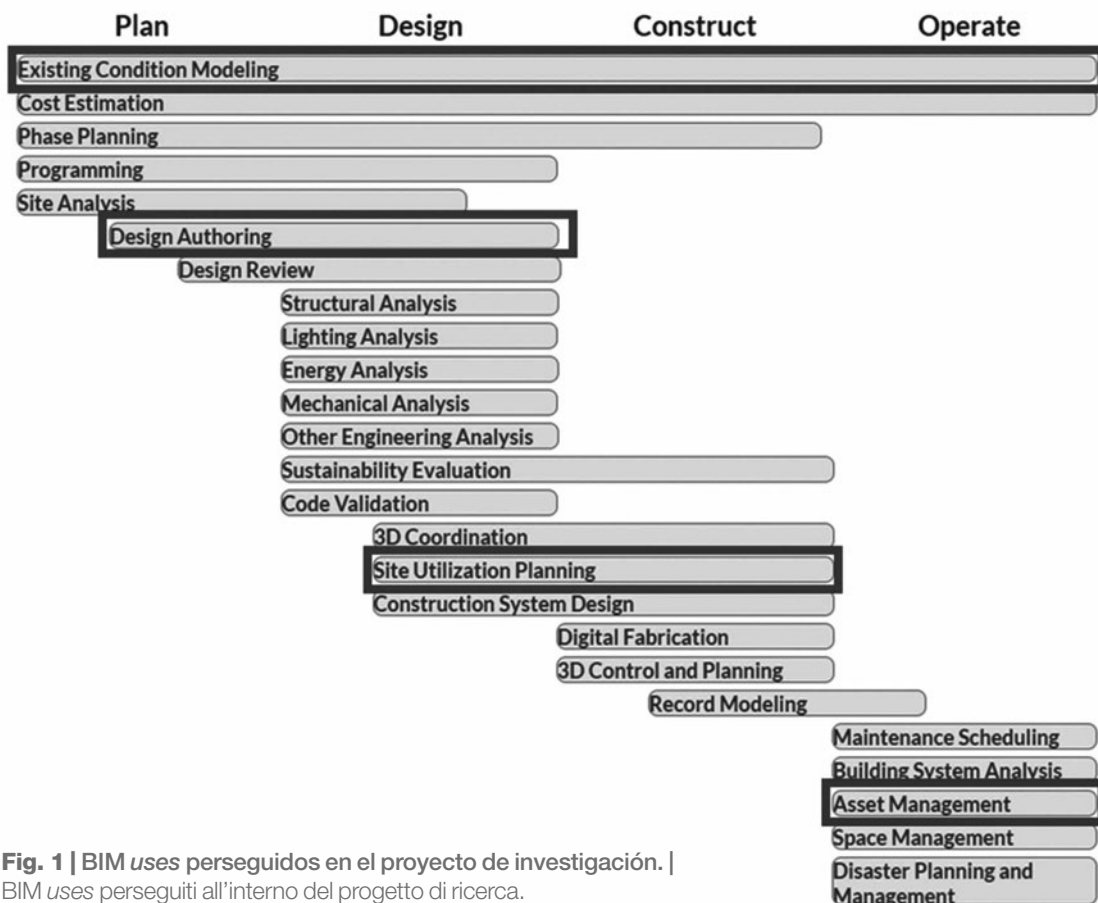 Plan Design Construct Operate
Existing Condition Modeling
Cost Estimation
Phase Planning
Programming
Site Analysis
Design Authoring
Design Review
Structural Analysis
Lighting Analysis
Energy Analysis
Mechanical Analysis
Other Engineering Analysis
Sustainability Evaluation
Code Validation
3D Coordination
Site Utilization Planning
Construction System Design
Digital Fabrication
3D Control and Planning
Record Modeling
Maintenance Scheduling
Building System Analysis
Asset Management
Space Management
Disaster Planning and
Management
Fig. 1 | BIM uses perseguidos en el proyecto de investigación. |
BIM uses perseguiti all'interno del progetto di ricerca.